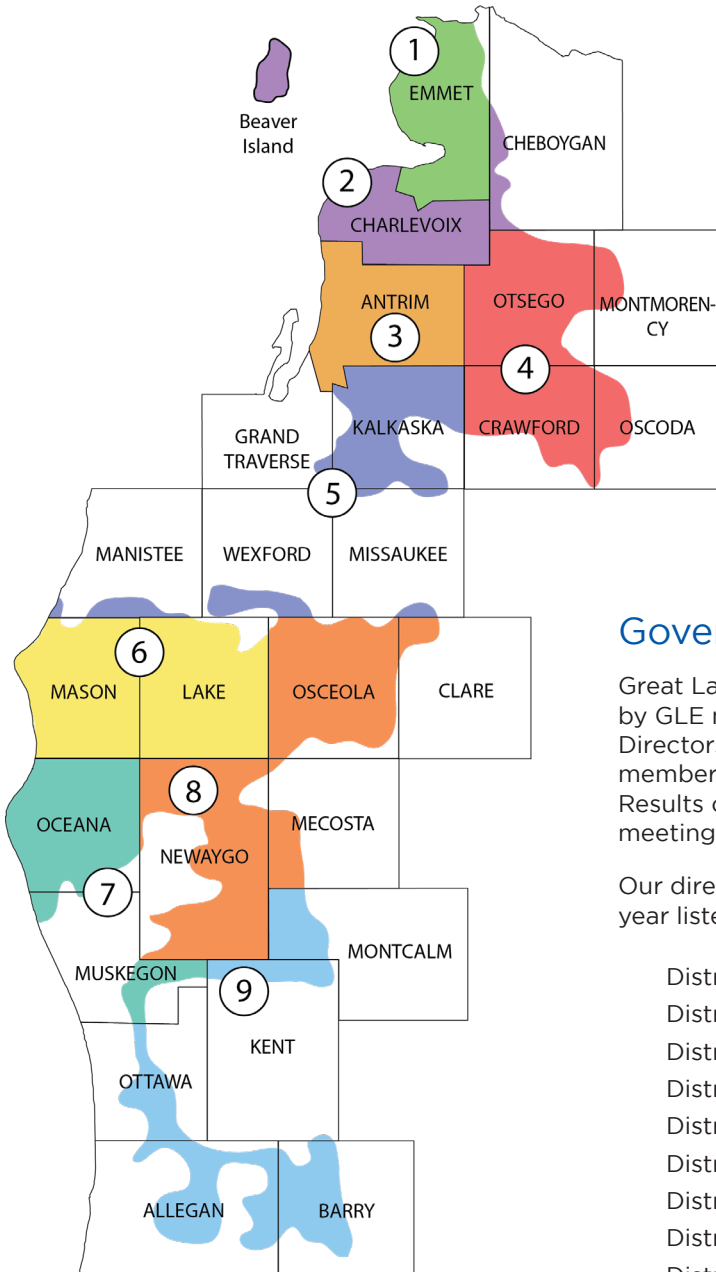 1
EMMET
Beaver
Island
CHEBOYGAN
2
CHARLEVOIX
ANTRIM
OTSEGO
MONTMOREN-
CY
3
4
GRAND
TRAVERSE
KALKASKA
CRAWFORD
OSCODA
5
MANISTEE
WEXFORD
MISSAUKEE
6
MASON
LAKE
OSCEOLA
CLARE
8
OCEANA
MECOSTA
NEWAYGO
7
MONTCALM
MUSKEGON
9
KENT
OTTAWA
ALLEGAN
BARRY
Gover
Great La
by GLE
Director
member
Results
meeting
Our dire
year liste
Distr
Distr
Distr
Distr
Distr
Distr
Distr
Distr